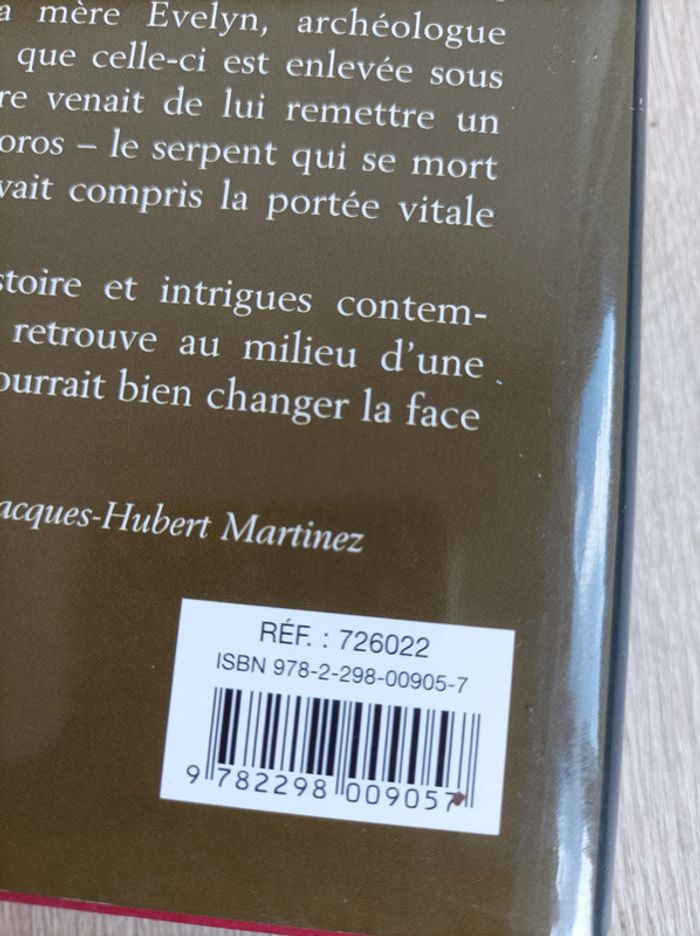 a mère Evelyn, archéologue
que celle-ci est enlevée sous
re venait de lui remettre un
oros – le serpent qui se mort
vait compris la portée vitale
stoire et intrigues contem-
retrouve au milieu d'une
ourrait bien changer la face
acques-Hubert Martinez
RÉF. : 726022
ISBN 978-2-298-00905-7
9 782298 009057